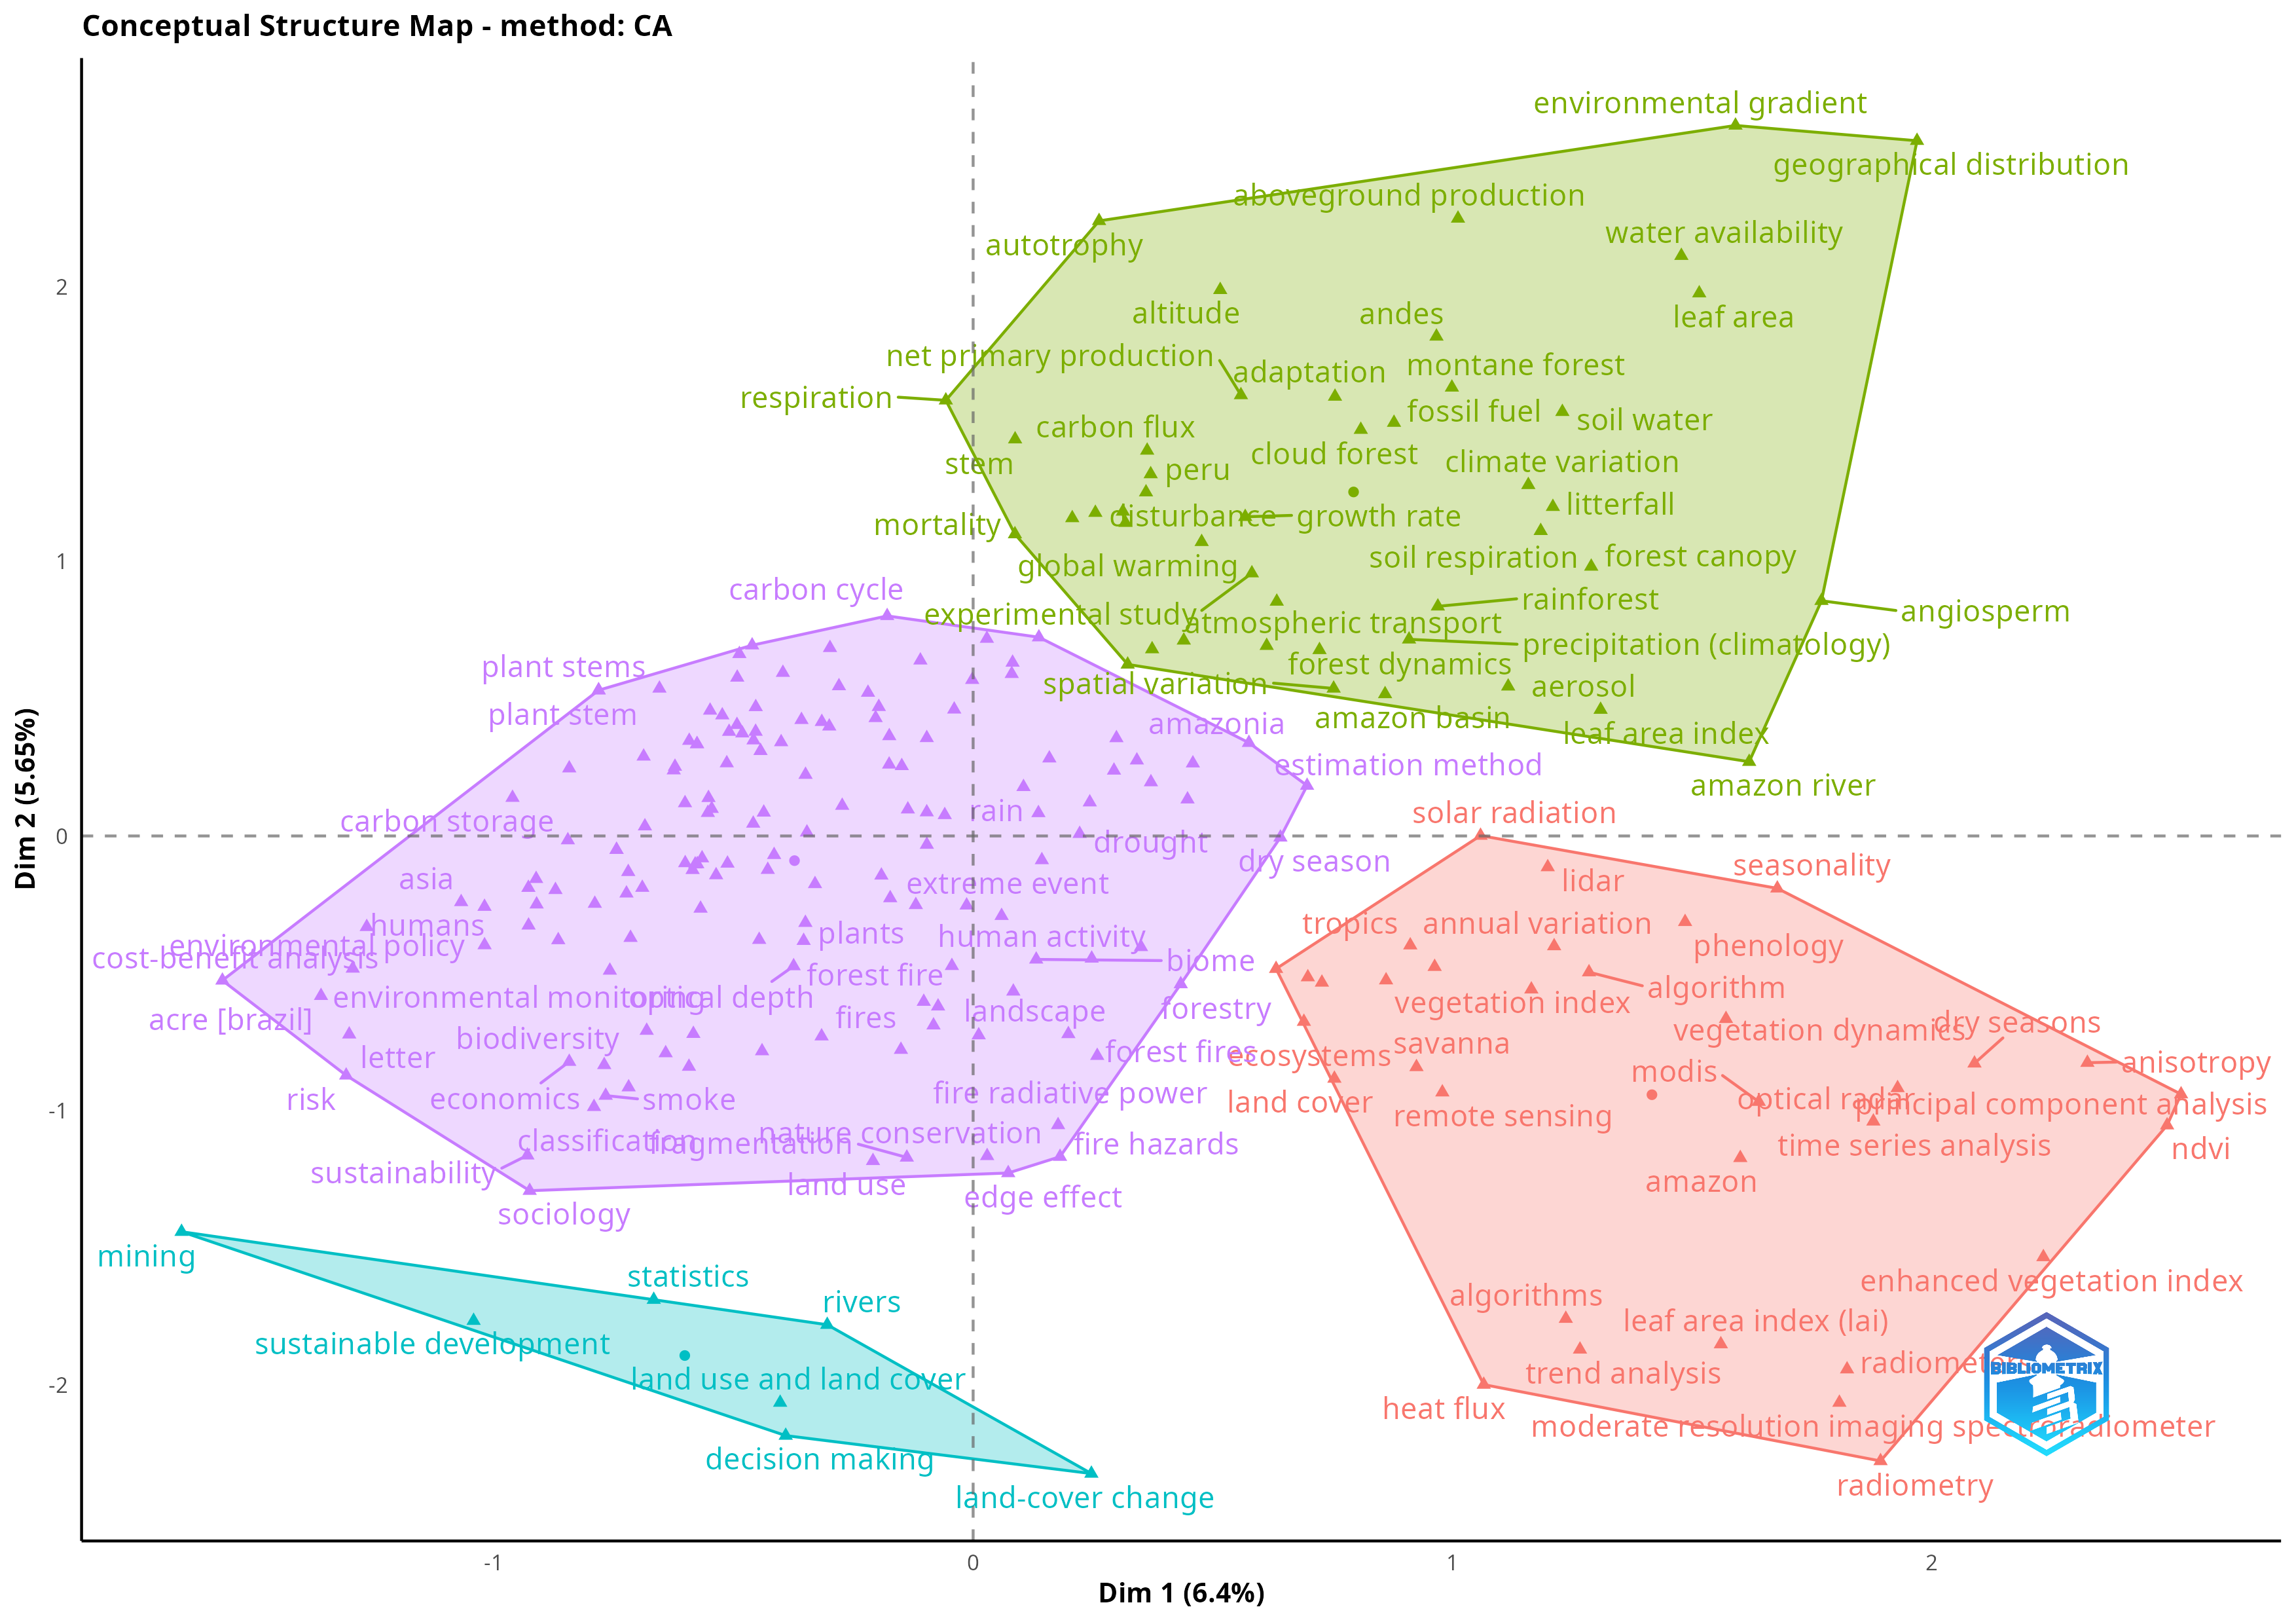 Conceptual Structure Map - method: CA
environmental gradient
geographical distribution
aboveground production
water availability
autotrophy
altitude
andes
leaf area
net primary production
adaptation
montane forest
respiration
carbon flux
fossil fuel
soil water
stem
cloud forest
climate variation
peru
litterfall
mortality
disturbance
growth rate
global warming
soil respiration
forest canopy
carbon cycle
experimental study
atmospheric transport
rainforest
angiosperm
precipitation (climatology)
plant stems
forest dynamics
spatial variation
aerosol
plant stem
amazonia
amazon basin
leaf area index
estimation method
amazon river
carbon storage
rain
solar radiation
drought
dry season
seasonality
asia
extreme event
lidar
humans
plants
human activity
tropics
annual variation
phenology
environmental policy
cost-benefit analysis
biome
forest fire
environmental monitoring
optical depth
vegetation index
algorithm
acre [brazil]
fires
landscape
forestry
vegetation dynamics
dry seasons
biodiversity
letter
forest fires
ecosystems
savanna
anisotropy
risk
economics
smoke
fire radiative power
land cover
modis
optical radar
principal component analysis
remote sensing
classification
fragmentation
nature conservation
fire hazards
time series analysis
ndvi
sustainability
land use
edge effect
amazon
sociology
mining
statistics
rivers
enhanced vegetation index
algorithms
leaf area index (lai)
sustainable development
land use and land cover
trend analysis
radiometers
BIBLIOMETRIX
heat flux
moderate resolution imaging spectroradiometer
decision making
land-cover change
radiometry
2
1
0
-1
-2
Dim 2 (5.65%)
-1
0
1
2
Dim 1 (6.4%)